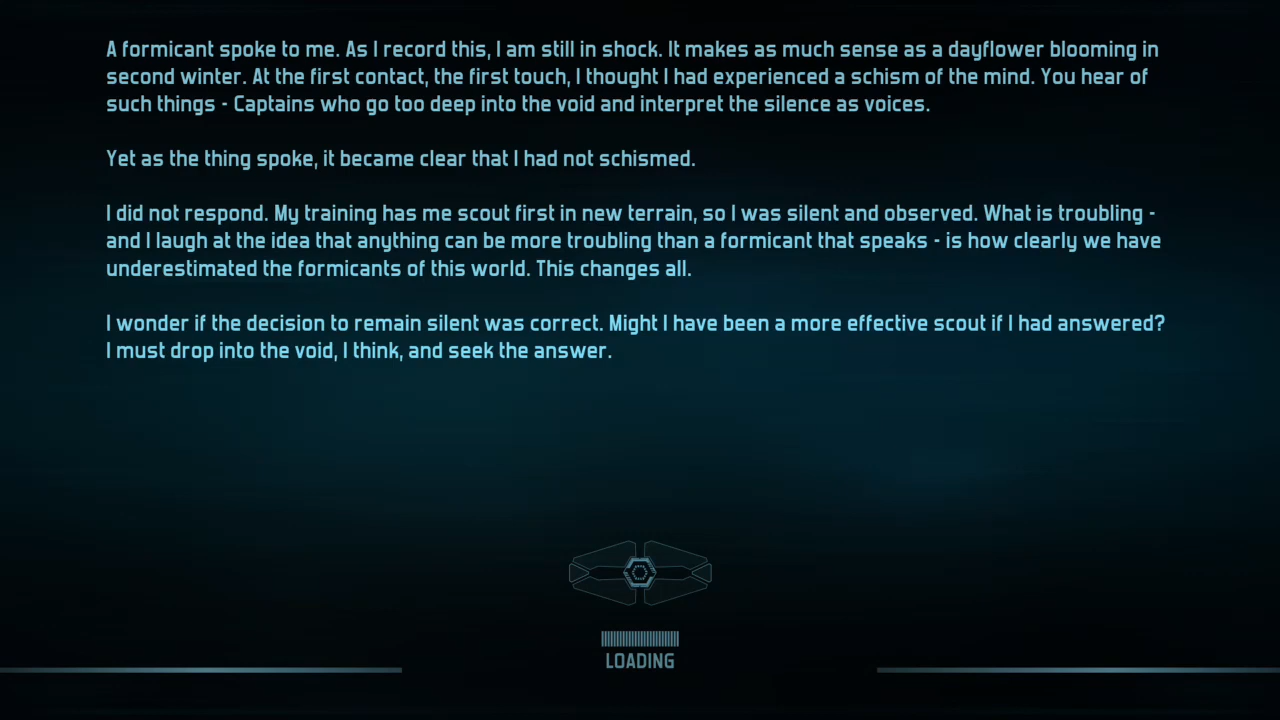 A formicant spoke to me. As I record this, I am still in shock. It makes as much sense as a dayflower blooming in
second winter. At the first contact, the first touch, I thought I had experienced a schism of the mind. You hear of
such things - Captains who go too deep into the void and interpret the silence as voices.
Yet as the thing spoke, it became clear that I had not schismed.
I did not respond. My training has me scout first in new terrain, so I was silent and observed. What is troubling -
and I laugh at the idea that anything can be more troubling than a formicant that speaks - is how clearly we have
underestimated the formicants of this world. This changes all.
I wonder if the decision to remain silent was correct. Might I have been a more effective scout if I had answered?
I must drop into the void, I think, and seek the answer.
LOADING